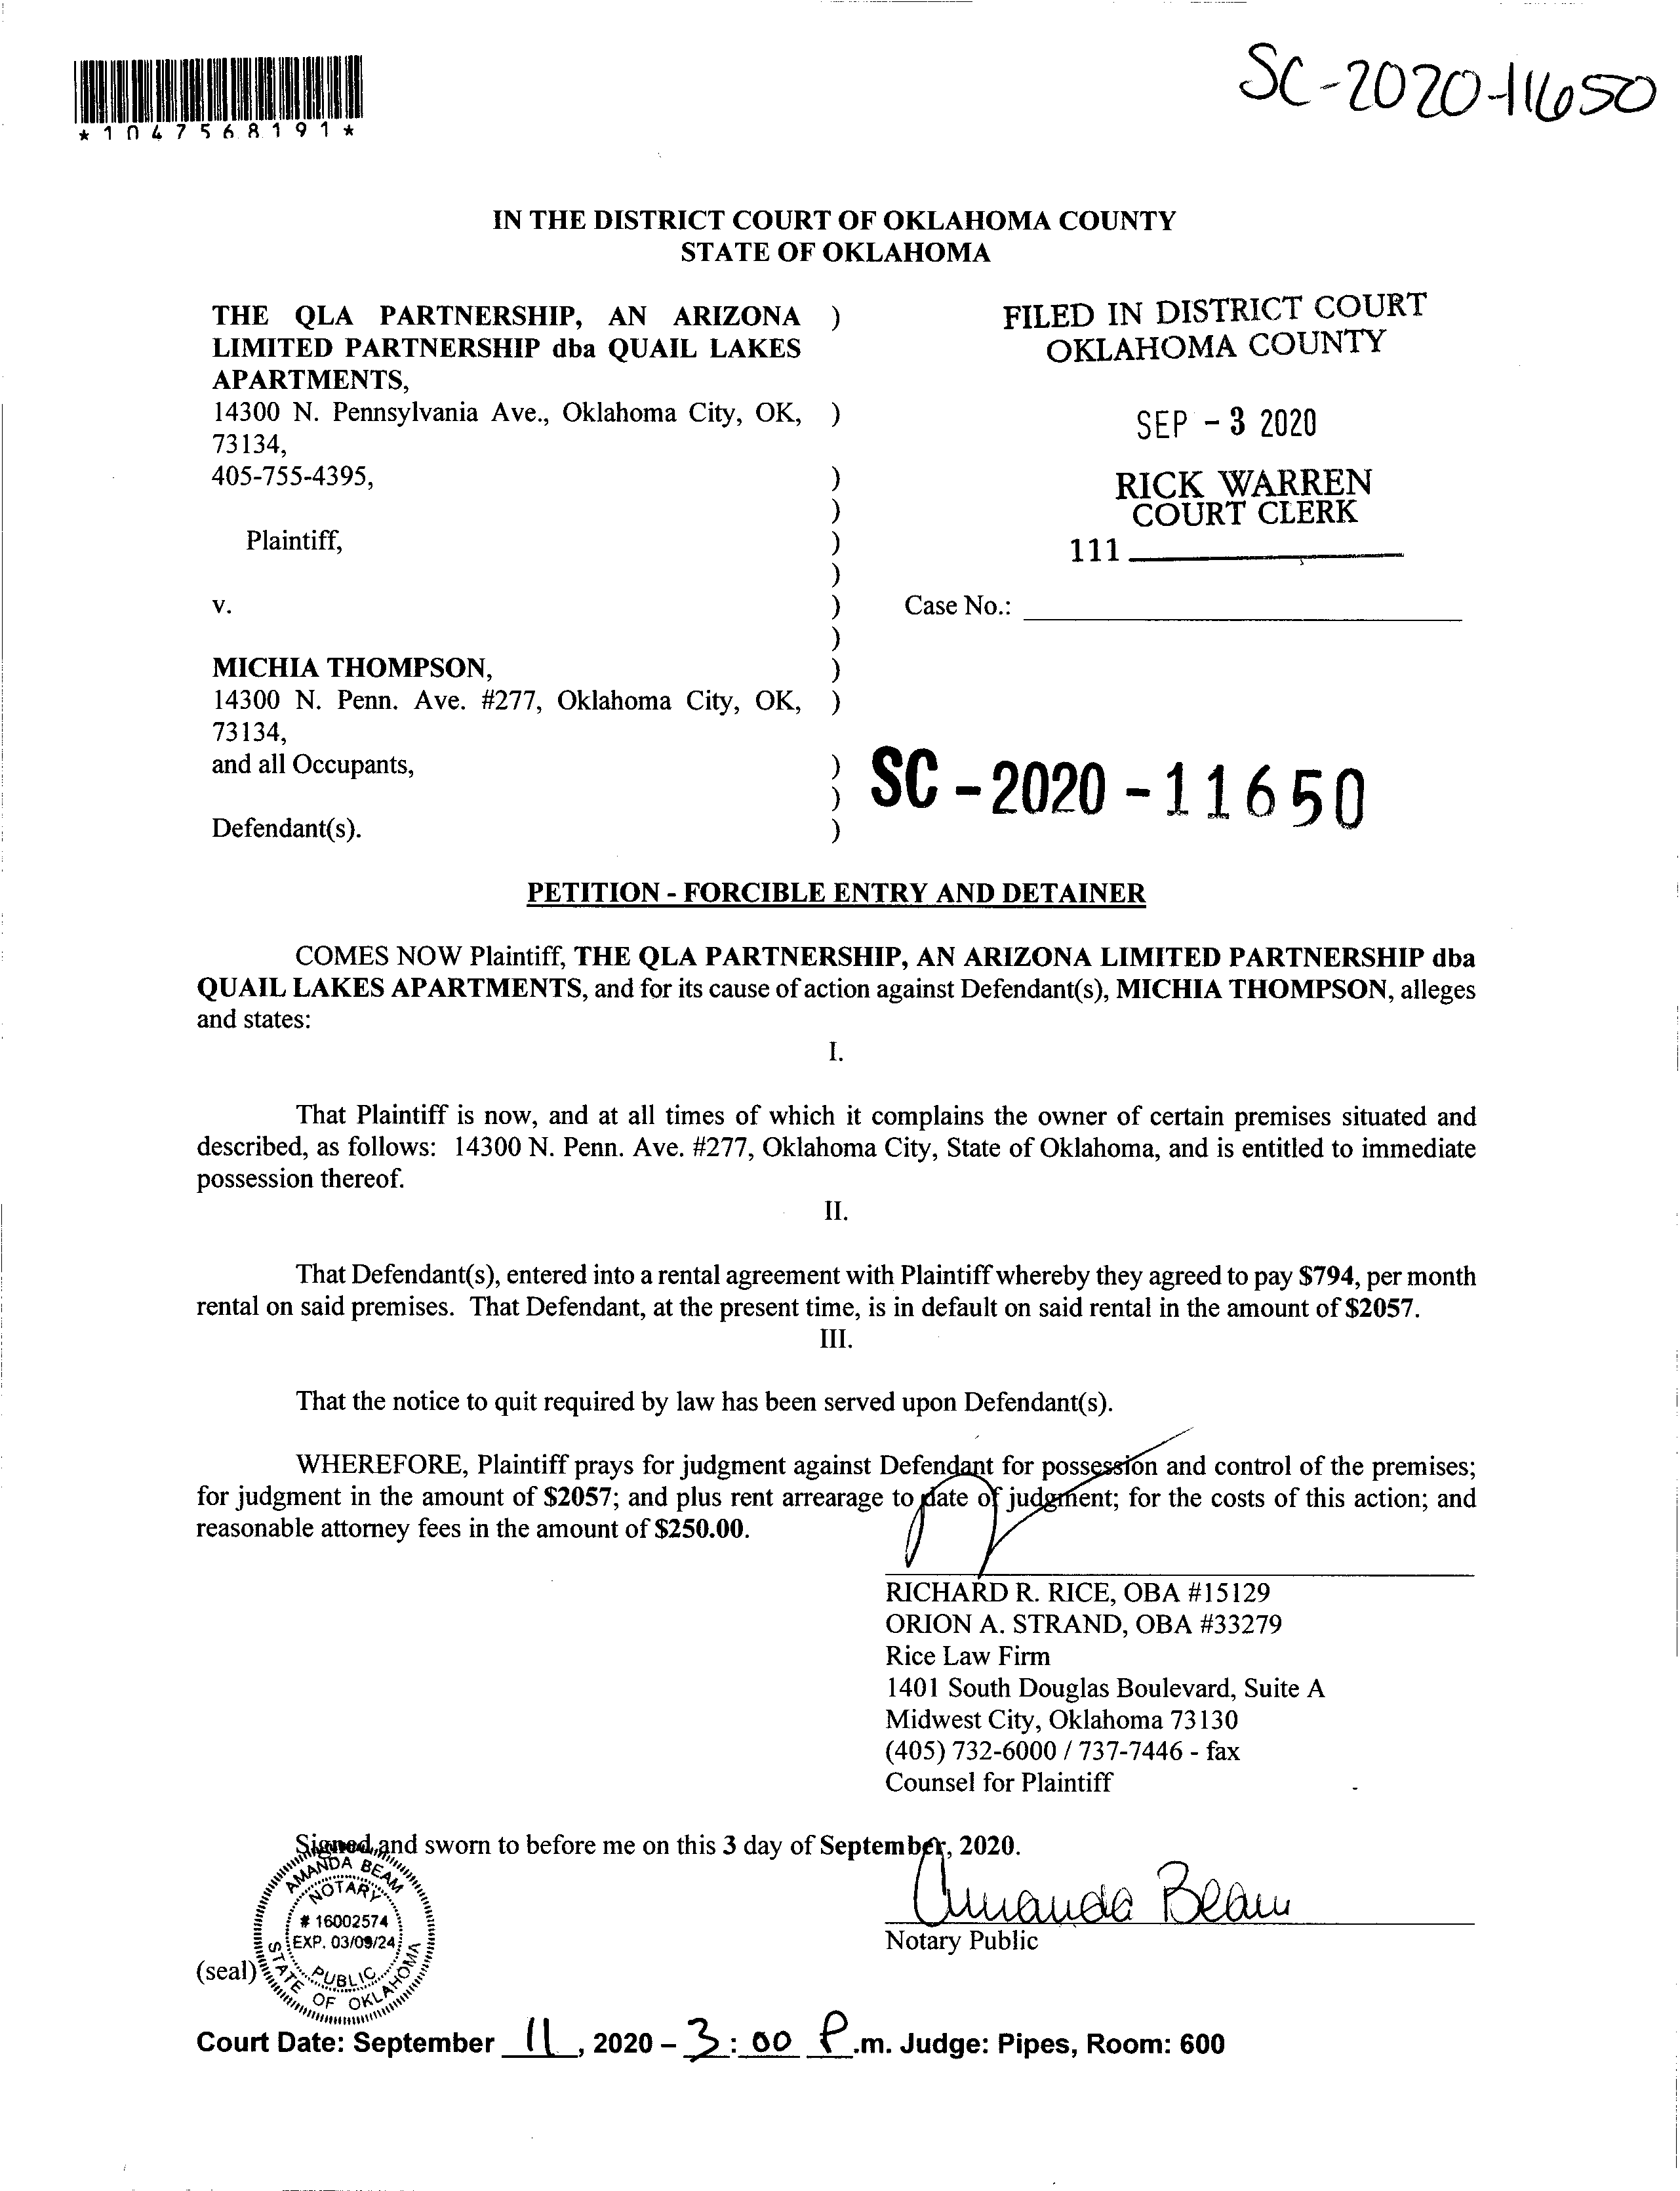 SC-2020-11650
*1047568191*
IN THE DISTRICT COURT OF OKLAHOMA COUNTY
STATE OF OKLAHOMA
THE QLA PARTNERSHIP, AN ARIZONA )
LIMITED PARTNERSHIP dba QUAIL LAKES
APARTMENTS,
14300 N. Pennsylvania Ave., Oklahoma City, OK, )
73134,
405-755-4395, )
)
Plaintiff, )
)
v. )
)
MICHIA THOMPSON, )
14300 N. Penn. Ave. #277, Oklahoma City, OK, )
73134,
and all Occupants, )
)
Defendant(s). )
FILED IN DISTRICT COURT
OKLAHOMA COUNTY
SEP - 3 2020
RICK WARREN
COURT CLERK
111 ____________
Case No.: ____________
SC - 2020 - 11650
PETITION - FORCIBLE ENTRY AND DETAINER
COMES NOW Plaintiff, THE QLA PARTNERSHIP, AN ARIZONA LIMITED PARTNERSHIP dba
QUAIL LAKES APARTMENTS, and for its cause of action against Defendant(s), MICHIA THOMPSON, alleges
and states:
I.
That Plaintiff is now, and at all times of which it complains the owner of certain premises situated and
described, as follows: 14300 N. Penn. Ave. #277, Oklahoma City, State of Oklahoma, and is entitled to immediate
possession thereof.
II.
That Defendant(s), entered into a rental agreement with Plaintiff whereby they agreed to pay $794, per month
rental on said premises. That Defendant, at the present time, is in default on said rental in the amount of $2057.
III.
That the notice to quit required by law has been served upon Defendant(s).
WHEREFORE, Plaintiff prays for judgment against Defendant for possession and control of the premises;
for judgment in the amount of $2057; and plus rent arrearage to date of judgment; for the costs of this action; and
reasonable attorney fees in the amount of $250.00.
RICHARD R. RICE, OBA #15129
ORION A. STRAND, OBA #33279
Rice Law Firm
1401 South Douglas Boulevard, Suite A
Midwest City, Oklahoma 73130
(405) 732-6000 / 737-7446 - fax
Counsel for Plaintiff
Signed and sworn to before me on this 3 day of September, 2020.
Amanda Beam
Notary Public
(seal)
AMANDA BEAM
NOTARY
# 16002574
EXP. 03/09/24
PUBLIC
STATE OF OKLAHOMA
Court Date: September 11, 2020 – 3:00 P.m. Judge: Pipes, Room: 600